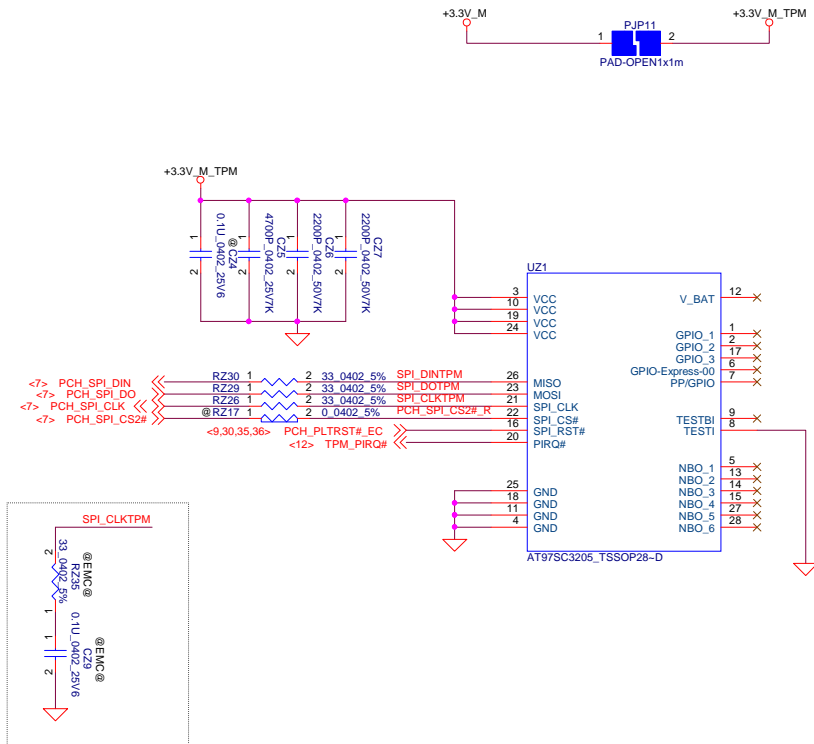 +3.3V_M
PJP11
+3.3V_M_TPM
1
2
PAD-OPEN1x1m
+3.3V_M_TPM
1
2
@CZ4
0.1U_0402_25V6
1
2
CZ5
4700P_0402_25V7K
1
2
CZ6
2200P_0402_50V7K
1
2
CZ7
2200P_0402_50V7K
UZ1
3 VCC
10 VCC
19 VCC
24 VCC
V_BAT 12
GPIO_1 1
GPIO_2 2
GPIO_3 17
GPIO-Express-00 6
PP/GPIO 7
<7> PCH_SPI_DIN RZ30 1 2 33_0402_5% SPI_DINTPM 26 MISO
<7> PCH_SPI_DO RZ29 1 2 33_0402_5% SPI_DOTPM 23 MOSI
<7> PCH_SPI_CLK RZ26 1 2 33_0402_5% SPI_CLKTPM 21 SPI_CLK
<7> PCH_SPI_CS2# @RZ17 1 2 0_0402_5% PCH_SPI_CS2#_R 22 SPI_CS#
<9,30,35,36> PCH_PLTRST#_EC 16 SPI_RST#
<12> TPM_PIRQ# 20 PIRQ#
TESTBI 9
TESTI 8
NBO_1 5
NBO_2 13
NBO_3 14
NBO_4 15
NBO_5 27
NBO_6 28
25 GND
18 GND
11 GND
4 GND
AT97SC3205_TSSOP28~D
SPI_CLKTPM
2
1
@EMC@
RZ35
33_0402_5%
1
2
@EMC@
CZ9
0.1U_0402_25V6